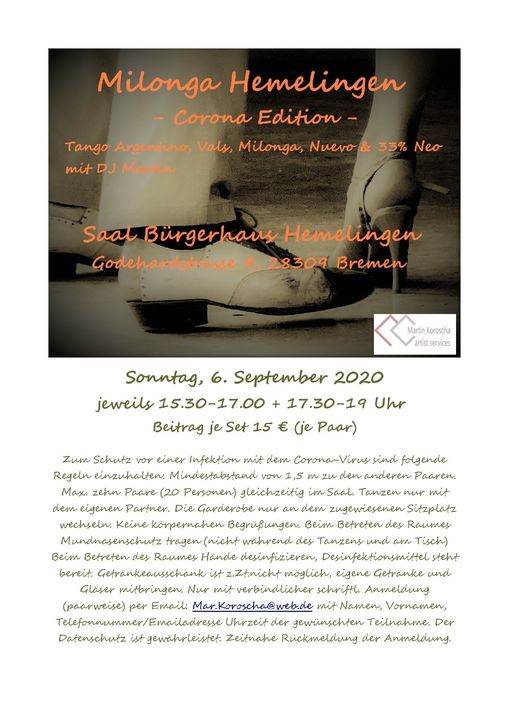 Milonga Hemelingen
- Corona Edition -
Tango Argentino, Vals, Milonga, Nuevo & 33% Neo
mit DJ Martin
Saal Bürgerhaus Hemelingen
Godehardstrasse 4, 28309 Bremen
Martin Koroscha
artist services
Sonntag, 6. September 2020
jeweils 15.30-17.00 + 17.30-19 Uhr
Beitrag je Set 15 € (je Paar)
Zum Schutz vor einer Infektion mit dem Corona-Virus sind folgende
Regeln einzuhalten: Mindestabstand von 1,5 m zu den anderen Paaren.
Max. zehn Paare (20 Personen) gleichzeitig im Saal. Tanzen nur mit
dem eigenen Partner. Die Garderobe nur an dem zugewiesenen Sitzplatz
wechseln. Keine körpernahen Begrüßungen. Beim Betreten des Raumes
Mundnasenschutz tragen (nicht während des Tanzens und am Tisch)
Beim Betreten des Raumes Hände desinfizieren, Desinfektionsmittel steht
bereit. Getränkeausschank ist z.Zt.nicht möglich, eigene Getränke und
Gläser mitbringen. Nur mit verbindlicher schriftl. Anmeldung
(paarweise) per Email: Mar.Koroscha@web.de mit Namen, Vornamen,
Telefonnummer/Emailadresse Uhrzeit der gewünschten Teilnahme. Der
Datenschutz ist gewährleistet. Zeitnahe Rückmeldung der Anmeldung.